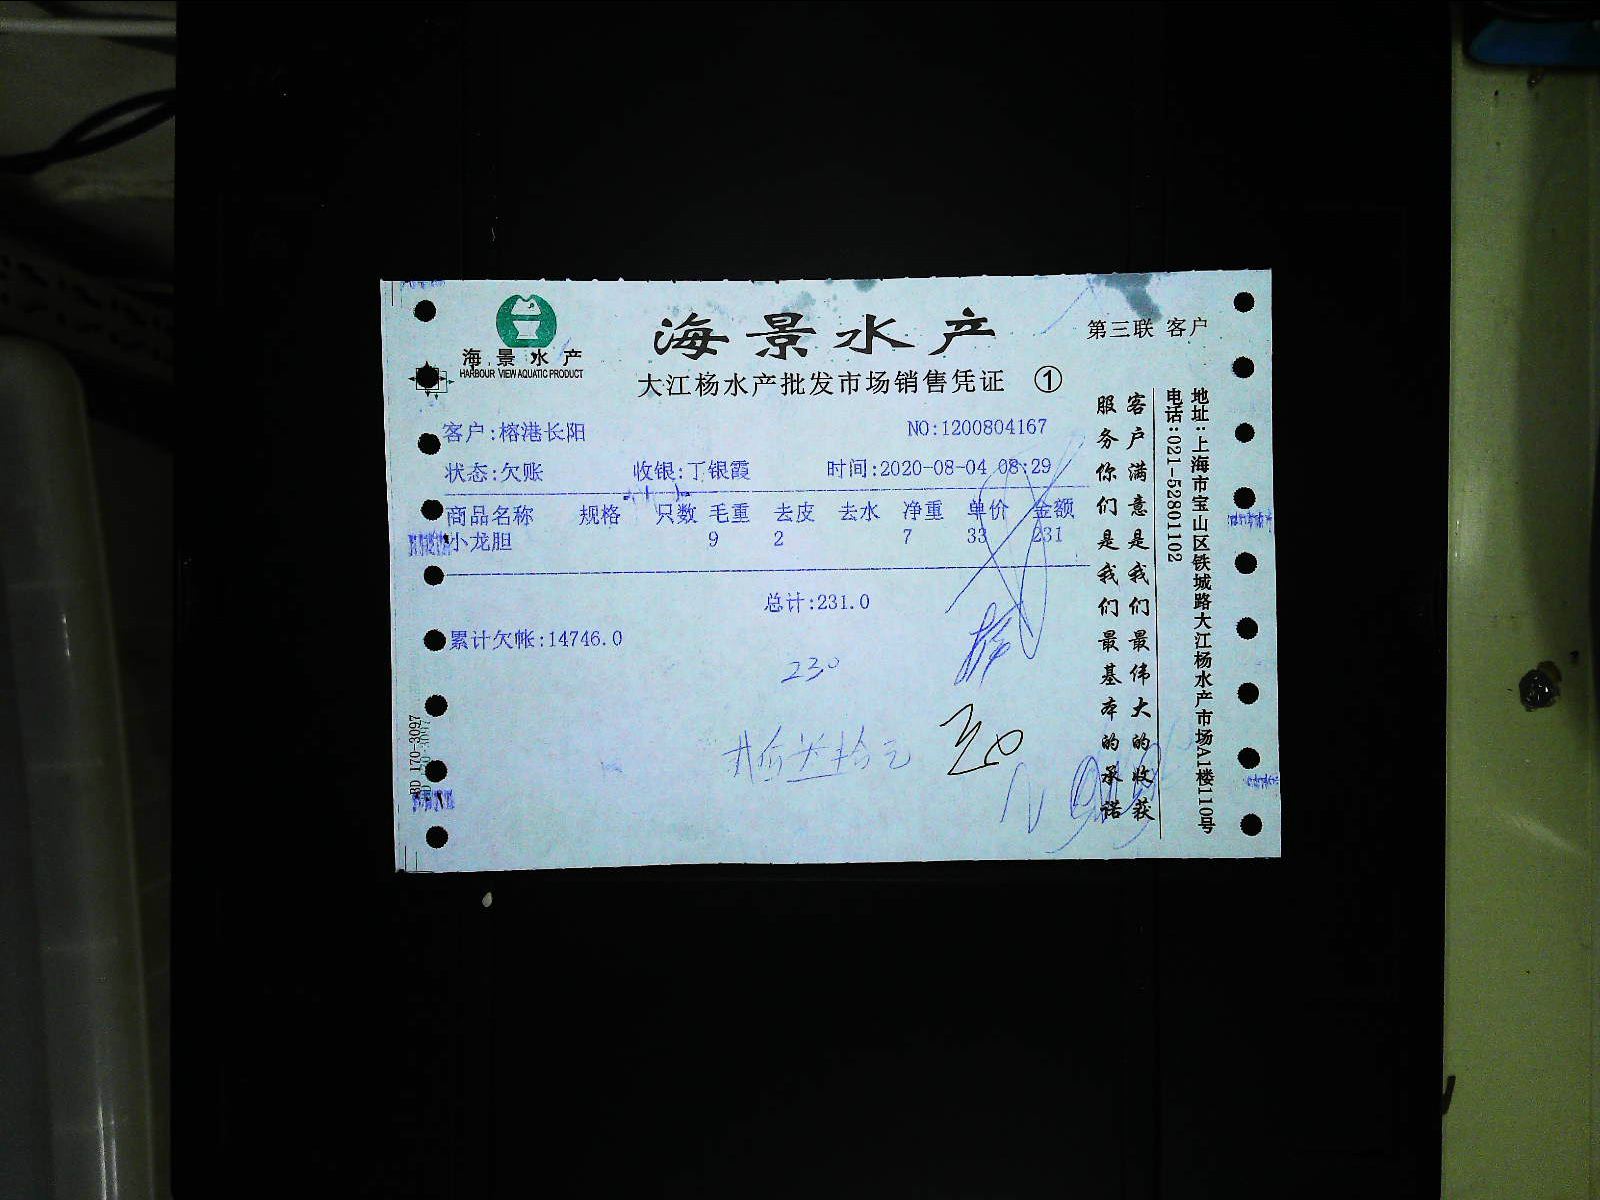 海景水产
HARBOUR VIEW AQUATIC PRODUCT
海景水产
第三联 客户
大江杨水产批发市场销售凭证 ①
客户:榕港长阳
NO:1200804167
状态:欠账 收银:丁银霞 时间:2020-08-04 08:29
商品名称 规格 只数 毛重 去皮 去水 净重 单价 金额
小龙胆 9 2 7 33 231
总计:231.0
累计欠帐:14746.0
230
客户满意是我们最伟大的收获
服务你们是我们最基本的承诺
地址:上海市宝山区铁城路大江杨水产市场A1楼110号
电话:021-52801102
BD 170-3097